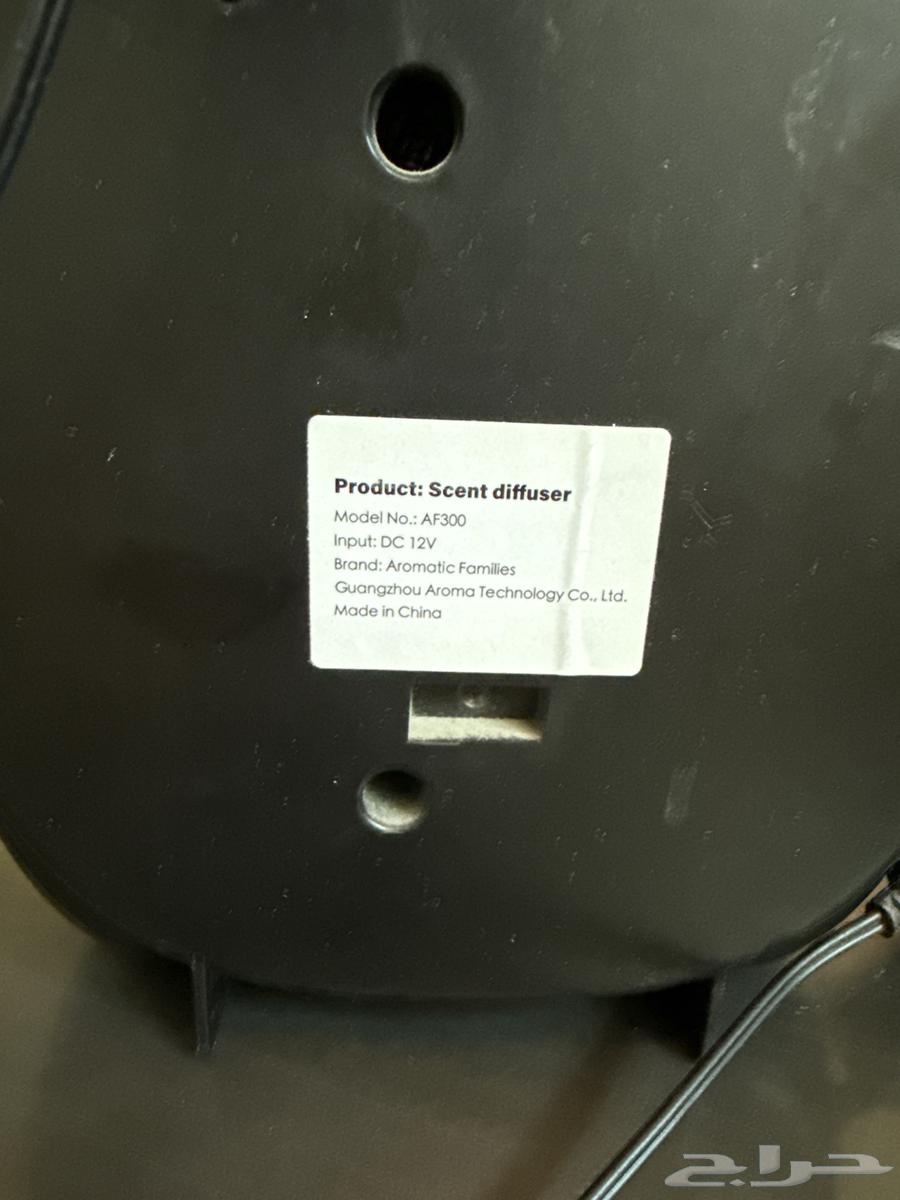 Product: Scent diffuser
Model No.: AF300
Input: DC 12V
Brand: Aromatic Families
Guangzhou Aroma Technology Co., Ltd.
Made in China
حراج